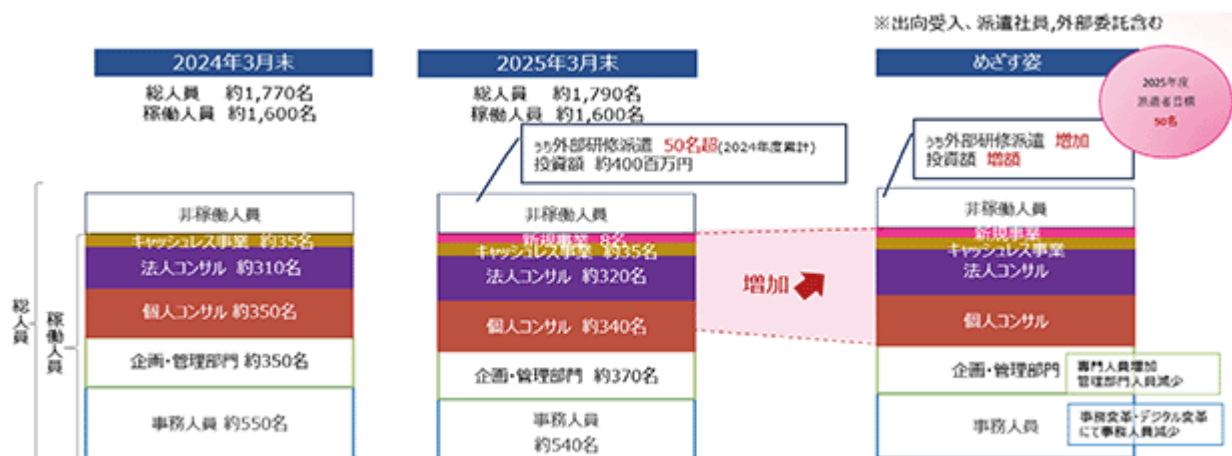 ※出向受入、派遣社員,外部委託含む
2024年3月末
総人員 約1,770名
稼働人員 約1,600名
総人員
稼働人員
非稼働人員
キャッシュレス事業 約35名
法人コンサル 約310名
個人コンサル 約350名
企画・管理部門 約350名
事務人員 約550名
2025年3月末
総人員 約1,790名
稼働人員 約1,600名
うち外部研修派遣 50名超(2024年度累計)
投資額 約400百万円
非稼働人員
新規事業 8名
キャッシュレス事業 約35名
法人コンサル 約320名
個人コンサル 約340名
企画・管理部門 約370名
事務人員
約540名
増加
めざす姿
2025年度
派遣者目標
50名
うち外部研修派遣 増加
投資額 増額
非稼働人員
新規事業
キャッシュレス事業
法人コンサル
個人コンサル
企画・管理部門
専門人員増加
管理部門人員減少
事務人員
事務変革・デジタル変革
にて事務人員減少